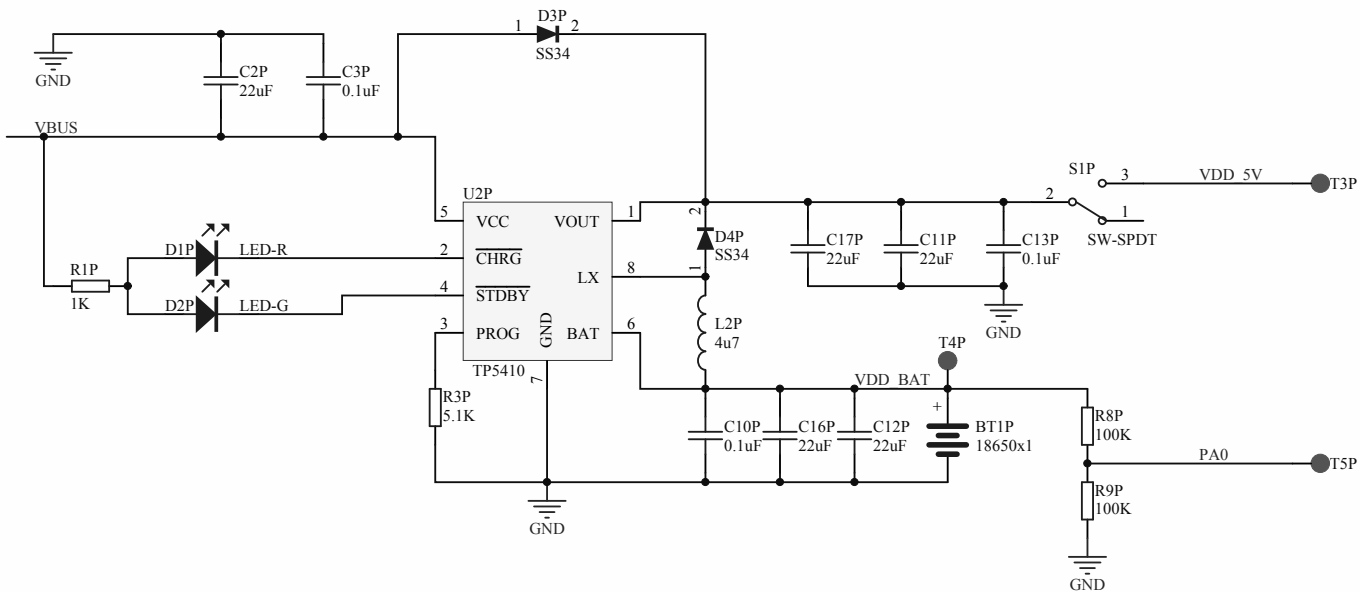 D3P
1 2
SS34
GND
C2P
22uF
C3P
0.1uF
VBUS
S1P
3 VDD_5V
T3P
2
1
SW-SPDT
U2P
5 VCC
VOUT 1
2 CHRG
LX 8
4 STDBY
3 PROG
GND
7
BAT 6
TP5410
2
D4P
SS34
1
C17P
22uF
C11P
22uF
C13P
0.1uF
GND
D1P LED-R
R1P
1K
D2P LED-G
L2P
4u7
T4P
VDD_BAT
R3P
5.1K
C10P
0.1uF
C16P
22uF
C12P
22uF
+
BT1P
18650x1
R8P
100K
PA0
T5P
R9P
100K
GND
GND